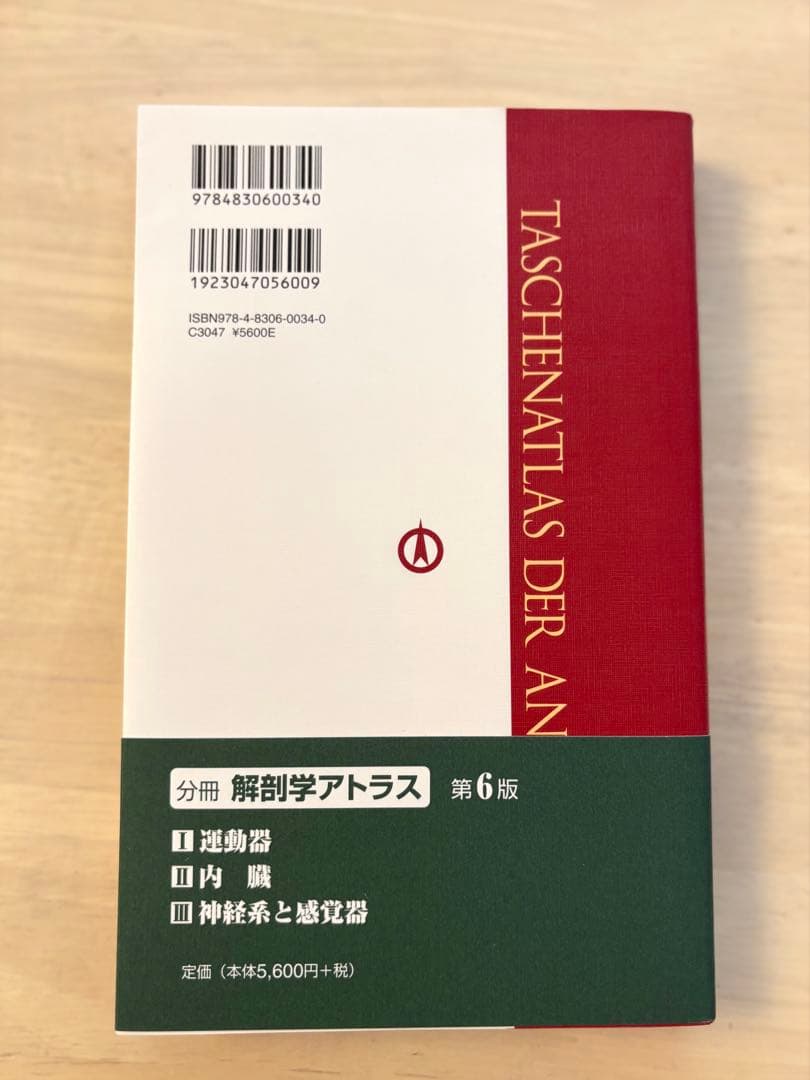 9784830600340
1923047056009
ISBN978-4-8306-0034-0
C3047 ¥5600E
TASCHENATLAS DER AN
分冊 解剖学アトラス 第6版
Ⅰ 運動器
Ⅱ 内 臓
Ⅲ 神経系と感覚器
定価（本体5,600円＋税）